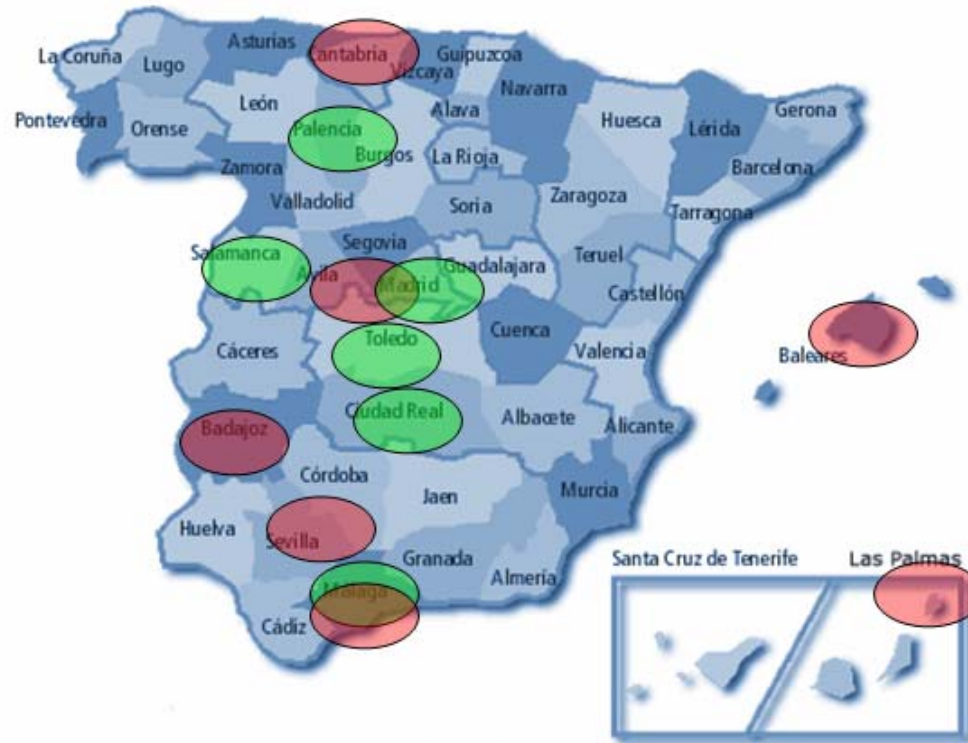 Asturias
Cantabria
Vizcaya
Guipuzcoa
La Coruña
Lugo
Navarra
León
Alava
Huesca
Lérida
Gerona
Pontevedra
Orense
Palencia
Burgos
La Rioja
Barcelona
Zamora
Valladolid
Soria
Zaragoza
Tarragona
Salamanca
Segovia
Avila
Madrid
Guadalajara
Teruel
Castellón
Cáceres
Toledo
Cuenca
Valencia
Baleares
Badajoz
Ciudad Real
Albacete
Alicante
Córdoba
Jaen
Murcia
Huelva
Sevilla
Granada
Almería
Málaga
Cádiz
Santa Cruz de Tenerife
Las Palmas